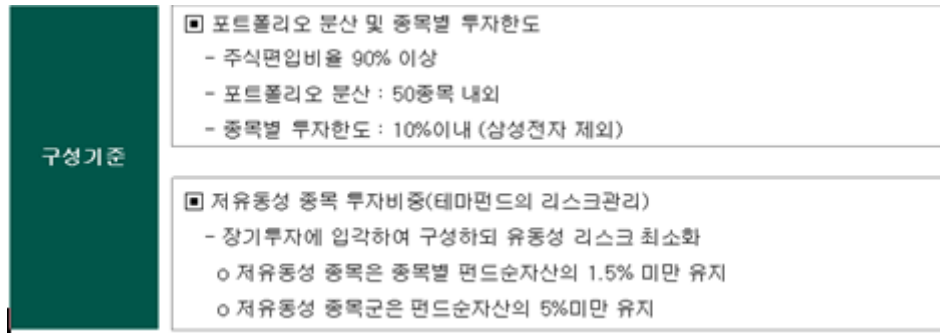 ▣ 포트폴리오 분산 및 종목별 투자한도
- 주식편입비율 90% 이상
- 포트폴리오 분산 : 50종목 내외
- 종목별 투자한도 : 10%이내 (삼성전자 제외)
구성기준
▣ 저유동성 종목 투자비중(테마펀드의 리스크관리)
- 장기투자에 입각하여 구성하되 유동성 리스크 최소화
o 저유동성 종목은 종목별 펀드순자산의 1.5% 미만 유지
o 저유동성 종목군은 펀드순자산의 5%미만 유지